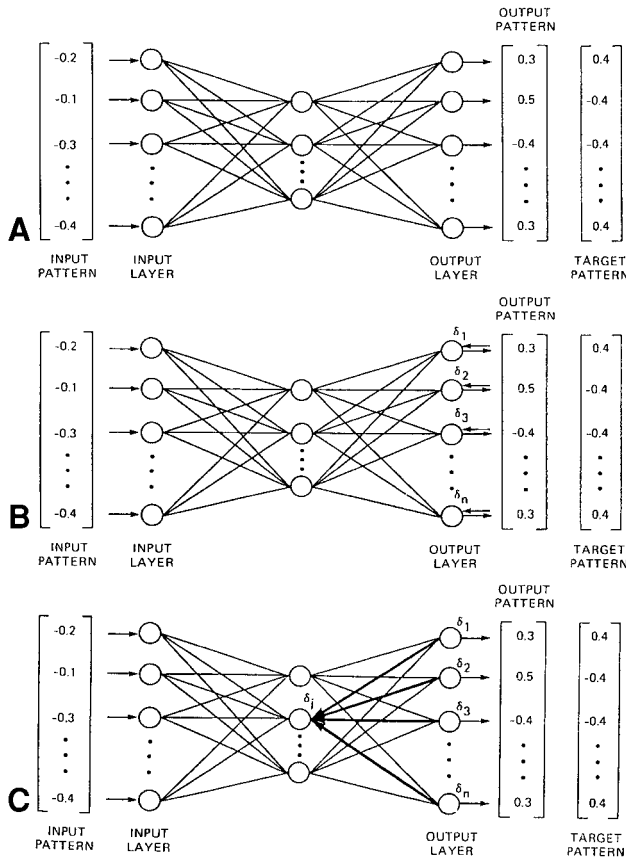 OUTPUT
PATTERN
-0.2 0.3 0.4
-0.1 0.5 -0.4
-0.3 -0.4 -0.4
-0.4 0.3 0.4
A
INPUT PATTERN INPUT LAYER OUTPUT LAYER TARGET PATTERN
OUTPUT
PATTERN
δ1
-0.2 0.3 0.4
δ2
-0.1 0.5 -0.4
δ3
-0.3 -0.4 -0.4
δn
-0.4 0.3 0.4
B
INPUT PATTERN INPUT LAYER OUTPUT LAYER TARGET PATTERN
OUTPUT
PATTERN
δ1
-0.2 0.3 0.4
δ2
-0.1 0.5 -0.4
δj δ3
-0.3 -0.4 -0.4
δn
-0.4 0.3 0.4
C
INPUT PATTERN INPUT LAYER OUTPUT LAYER TARGET PATTERN